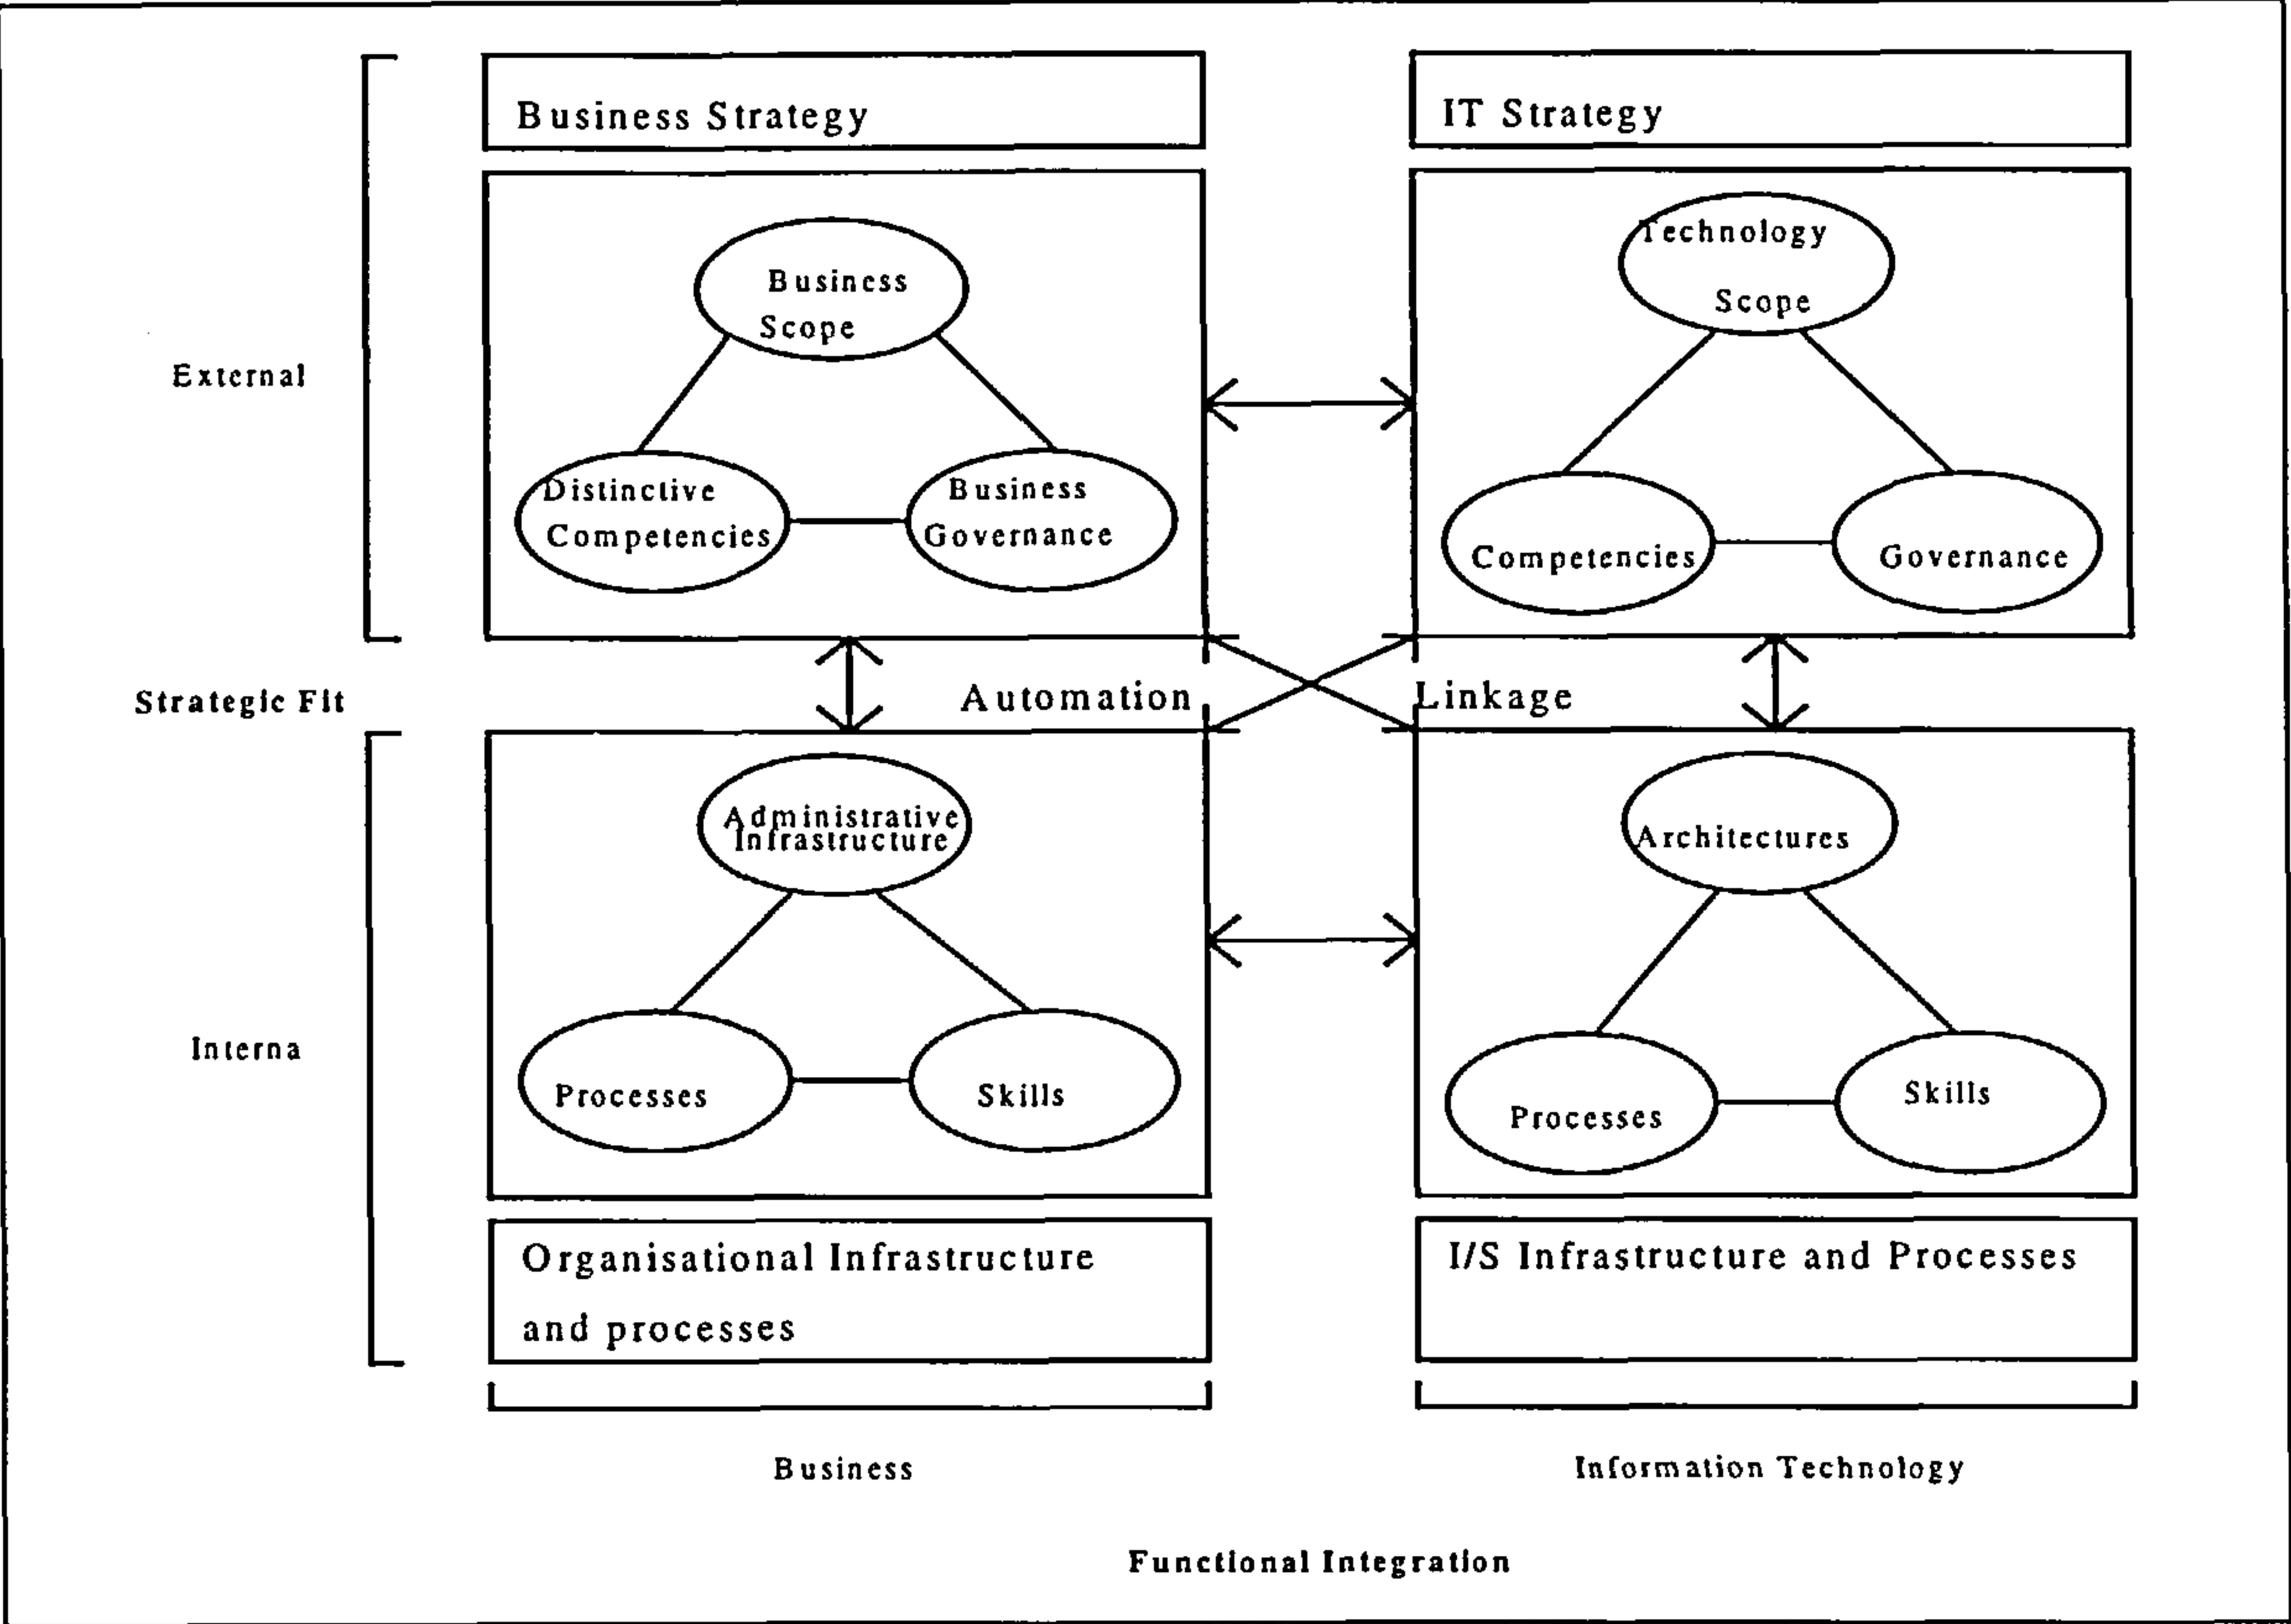 Business Strategy
IT Strategy
Business
Scope
Technology
Scope
External
Distinctive
Competencies
Business
Governance
Competencies
Governance
Strategic Fit
Automation
Linkage
Administrative
Infrastructure
Architectures
Interna
Processes
Skills
Processes
Skills
Organisational Infrastructure
and processes
I/S Infrastructure and Processes
Business
Information Technology
Functional Integration